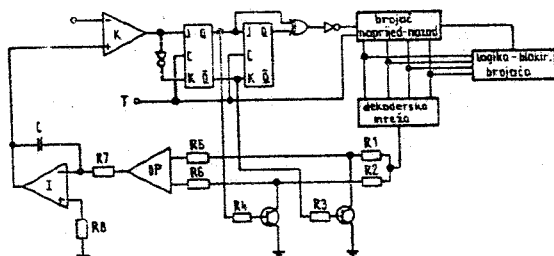 K
J Q
C
K Q̅
J Q
C
K Q̅
brojač
naprijed-nazad
logika-blokir.
brojača
dekoderska
mreža
T
C
I
R7
R8
DP
R5
R6
R1
R2
R4
R3